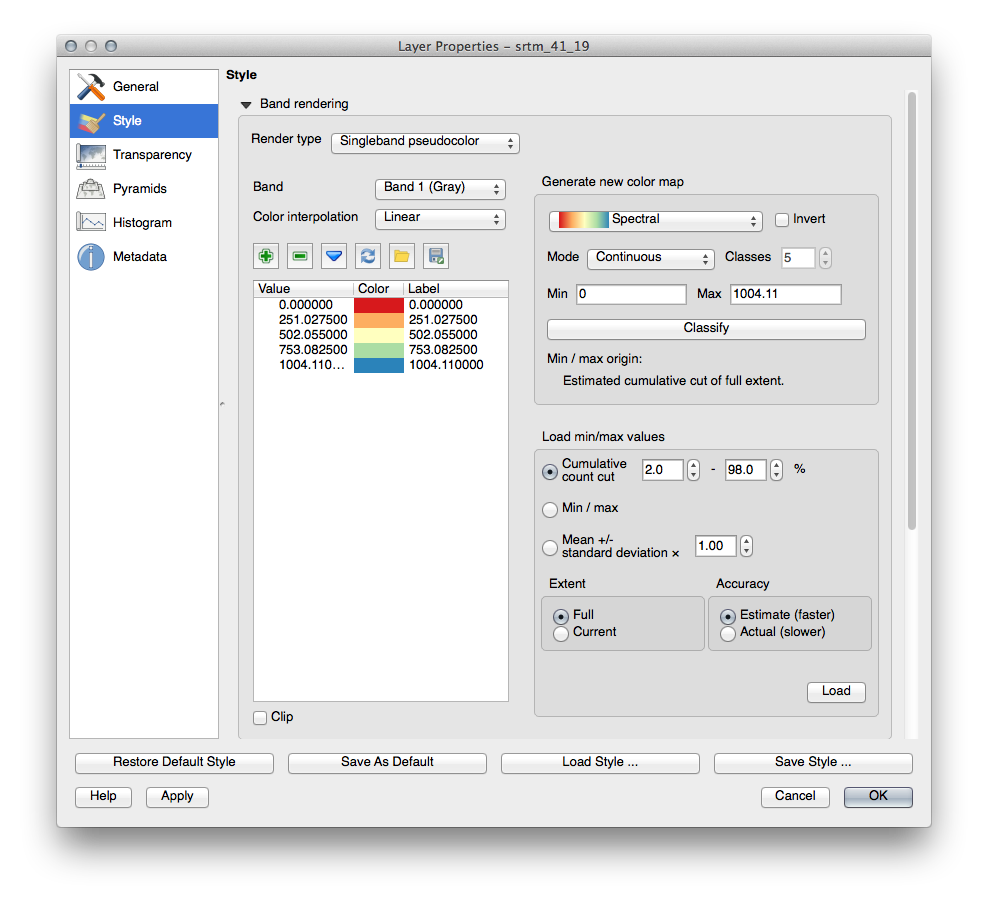 Layer Properties - srtm_41_19
General
Style
Transparency
Pyramids
Histogram
Metadata
Style
Band rendering
Render type Singleband pseudocolor
Band Band 1 (Gray)
Color interpolation Linear
Value Color Label
0.000000 0.000000
251.027500 251.027500
502.055000 502.055000
753.082500 753.082500
1004.110... 1004.110000
Clip
Generate new color map
Spectral Invert
Mode Continuous Classes 5
Min 0 Max 1004.11
Classify
Min / max origin:
Estimated cumulative cut of full extent.
Load min/max values
Cumulative
count cut 2.0 - 98.0 %
Min / max
Mean +/-
standard deviation × 1.00
Extent Accuracy
Full Estimate (faster)
Current Actual (slower)
Load
Restore Default Style Save As Default Load Style ... Save Style ...
Help Apply Cancel OK